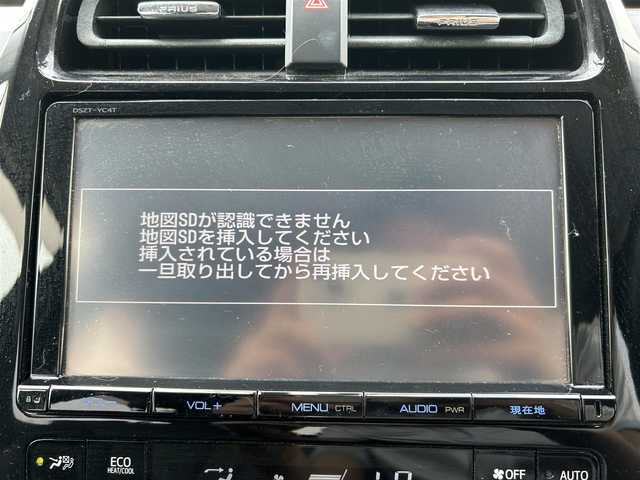 PRIUS
PRIUS
DSZT-YC4T
地図SDが認識できません
地図SDを挿入してください
挿入されている場合は
一旦取り出してから再挿入してください
VOL+
MENU CTRL
AUDIO PWR
現在地
ECO
HEAT/COOL
OFF
AUTO